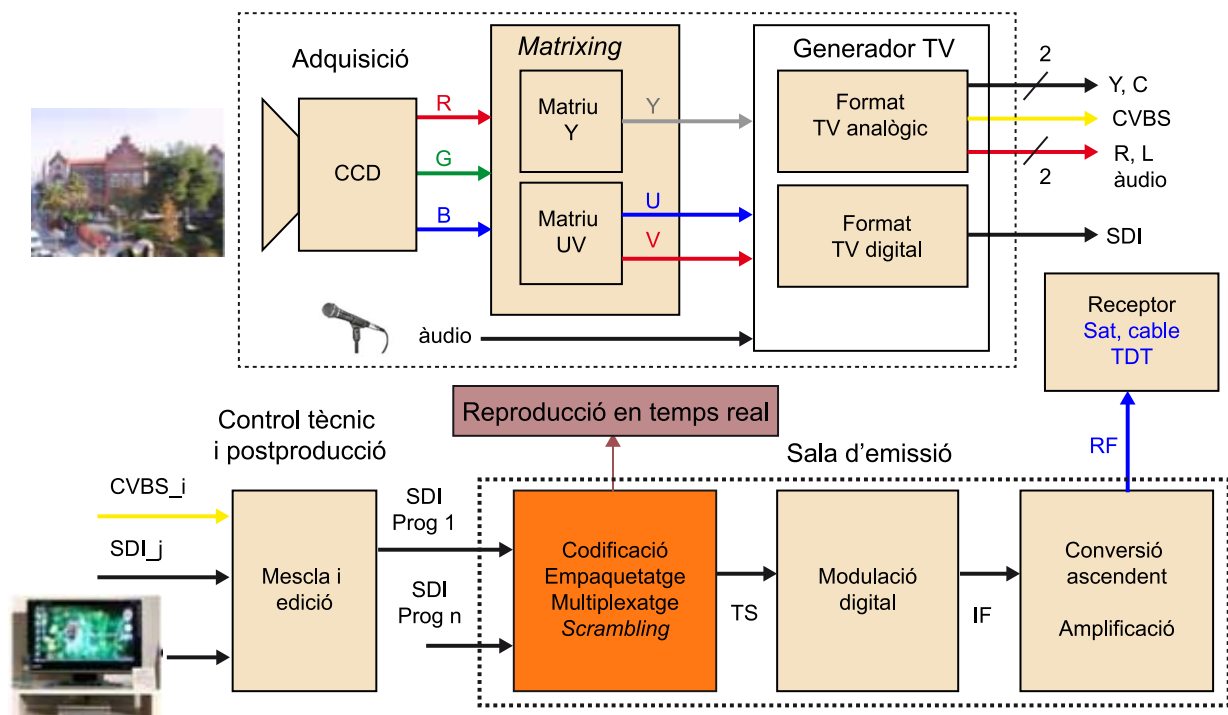 Adquisició
Matrixing
Generador TV
CCD
R
G
B
Matriu
Y
Matriu
UV
Y
U
V
Format
TV analògic
Format
TV digital
2
Y, C
CVBS
R, L
àudio
2
SDI
àudio
Receptor
Sat, cable
TDT
RF
Reproducció en temps real
Control tècnic
i postproducció
Sala d'emissió
CVBS_i
SDI_j
Mescla i
edició
SDI
Prog 1
SDI
Prog n
Codificació
Empaquetatge
Multiplexatge
Scrambling
TS
Modulació
digital
IF
Conversió
ascendent
Amplificació